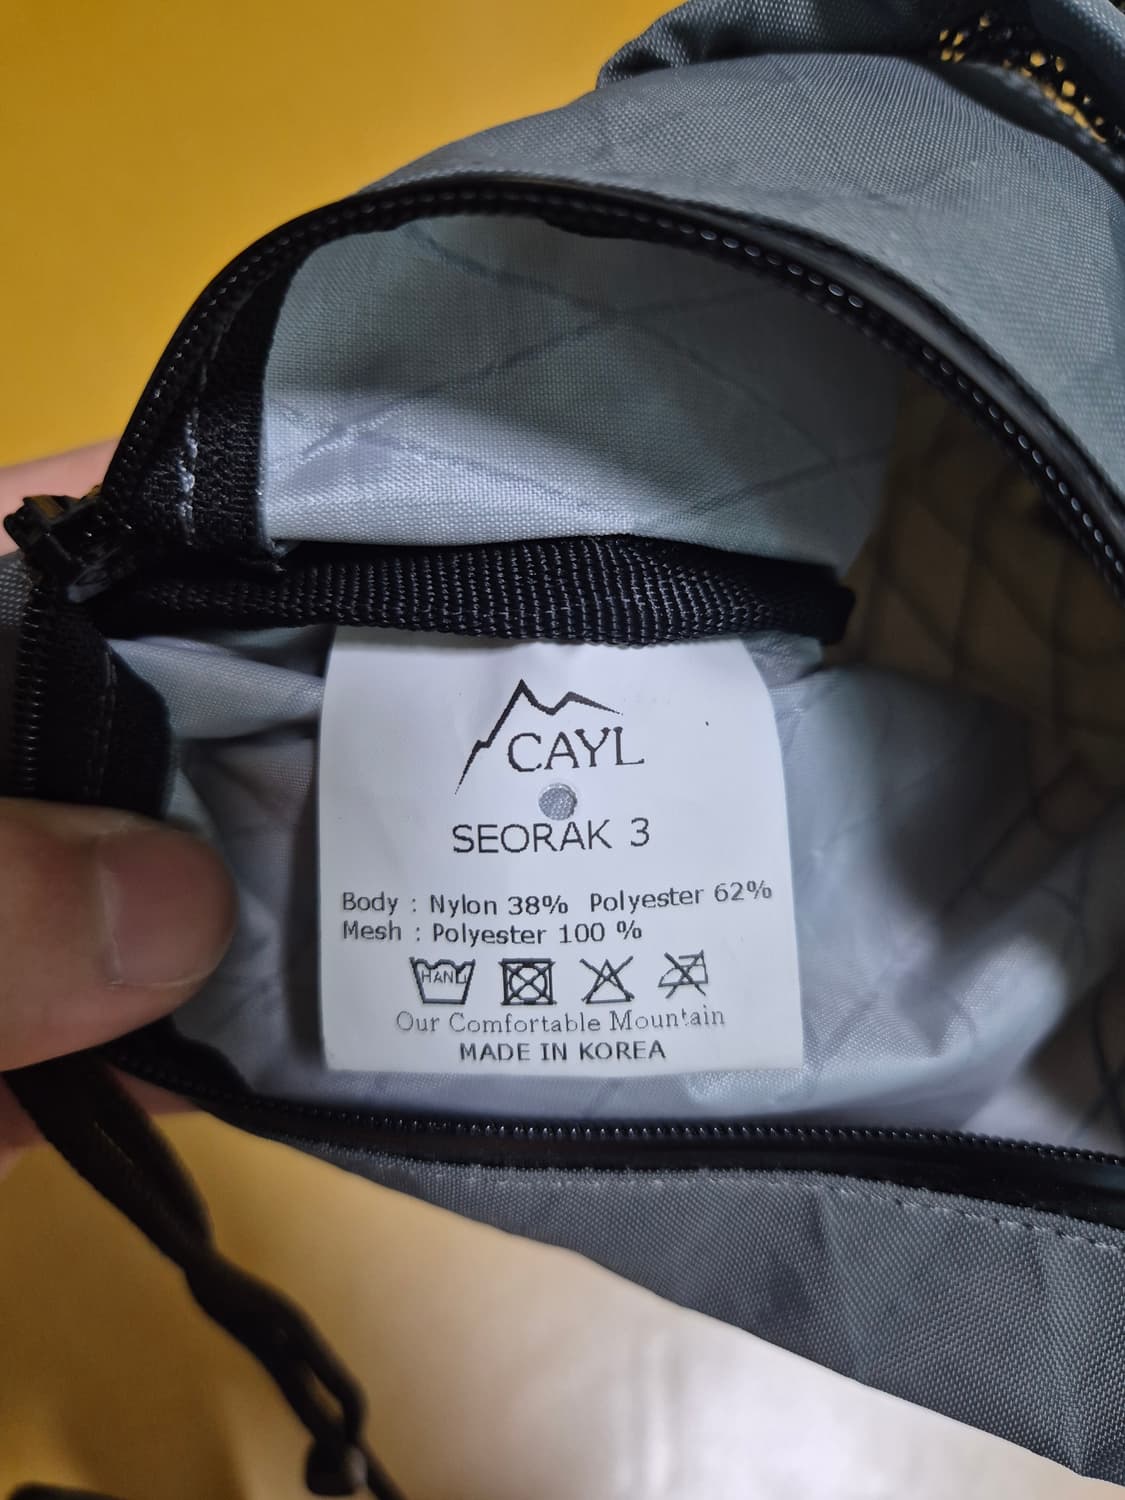 CAYL
SEORAK 3
Body : Nylon 38% Polyester 62%
Mesh : Polyester 100 %
HAND
Our Comfortable Mountain
MADE IN KOREA